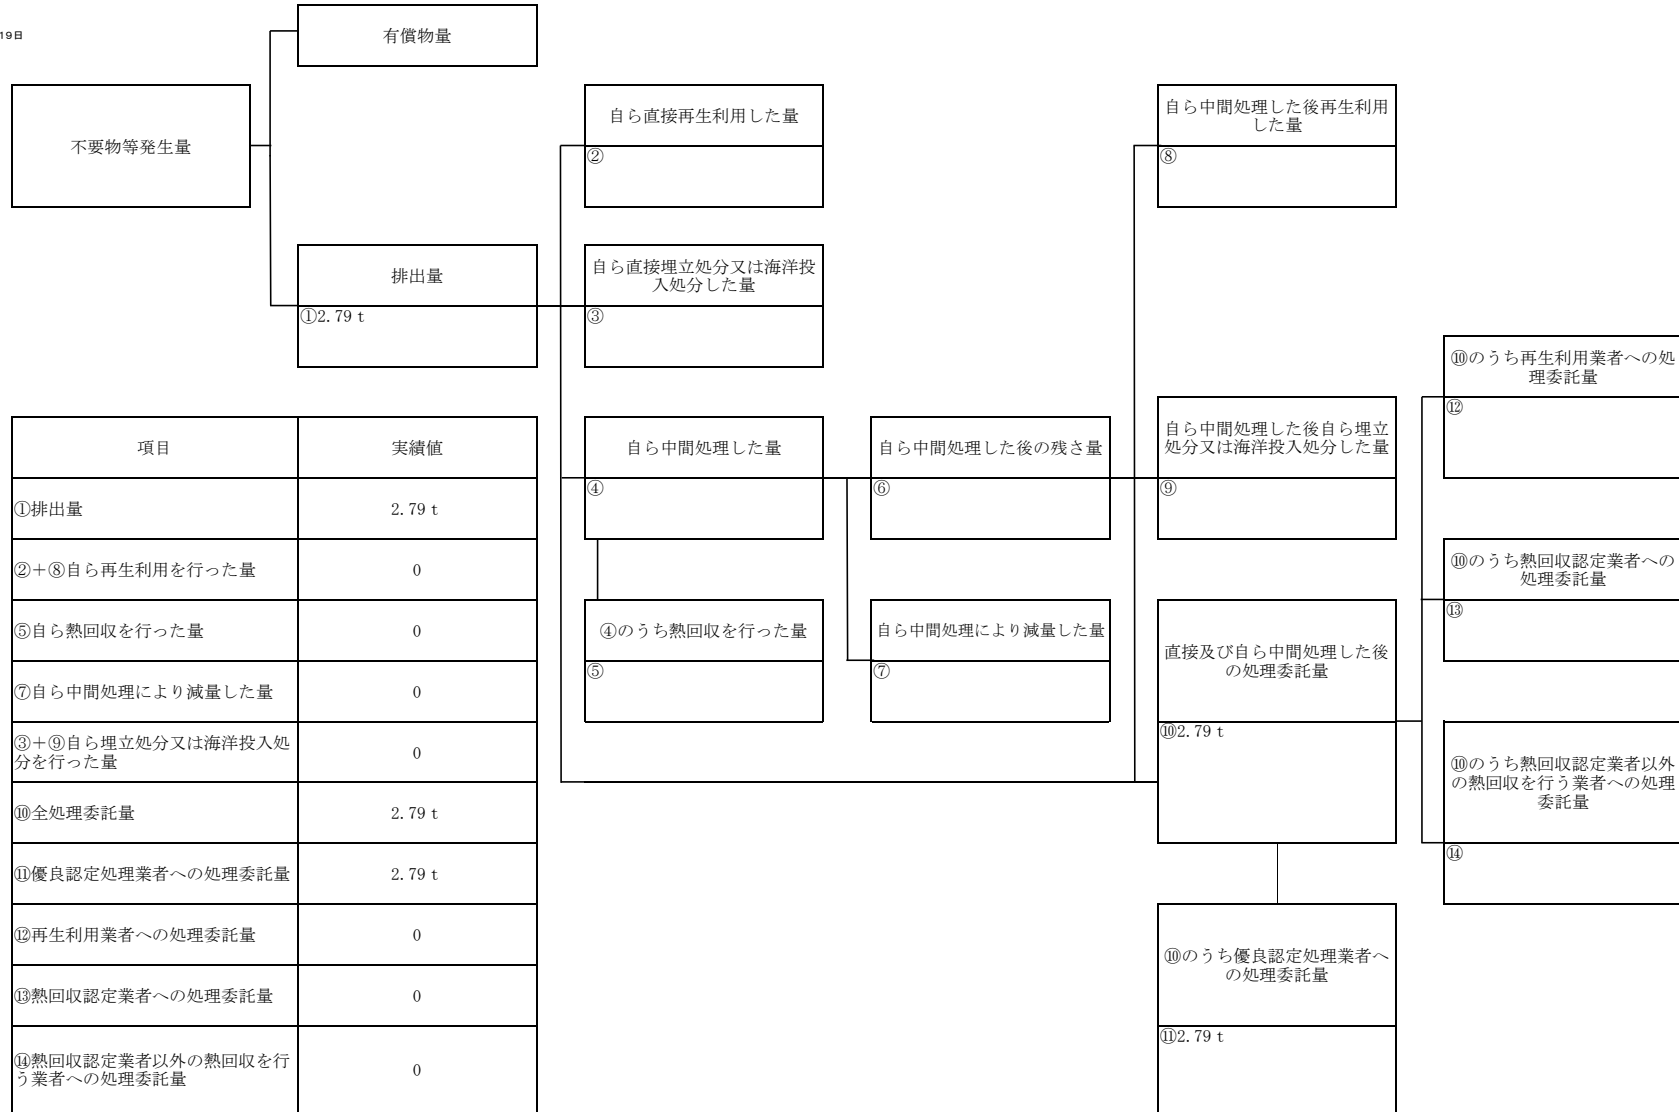 19日
有償物量
不要物等発生量
自ら直接再生利用した量
②
自ら中間処理した後再生利用
した量
⑧
排出量
①2.79 t
自ら直接埋立処分又は海洋投
入処分した量
③
⑩のうち再生利用業者への処
理委託量
⑫
自ら中間処理した量
④
自ら中間処理した後の残さ量
⑥
自ら中間処理した後自ら埋立
処分又は海洋投入処分した量
⑨
⑩のうち熱回収認定業者への
処理委託量
⑬
④のうち熱回収を行った量
⑤
自ら中間処理により減量した量
⑦
直接及び自ら中間処理した後
の処理委託量
⑩2.79 t
⑩のうち熱回収認定業者以外
の熱回収を行う業者への処理
委託量
⑭
⑩のうち優良認定処理業者へ
の処理委託量
⑪2.79 t
項目 実績値
①排出量 2.79 t
②＋⑧自ら再生利用を行った量 0
⑤自ら熱回収を行った量 0
⑦自ら中間処理により減量した量 0
③＋⑨自ら埋立処分又は海洋投入処
分を行った量 0
⑩全処理委託量 2.79 t
⑪優良認定処理業者への処理委託量 2.79 t
⑫再生利用業者への処理委託量 0
⑬熱回収認定業者への処理委託量 0
⑭熱回収認定業者以外の熱回収を行
う業者への処理委託量 0